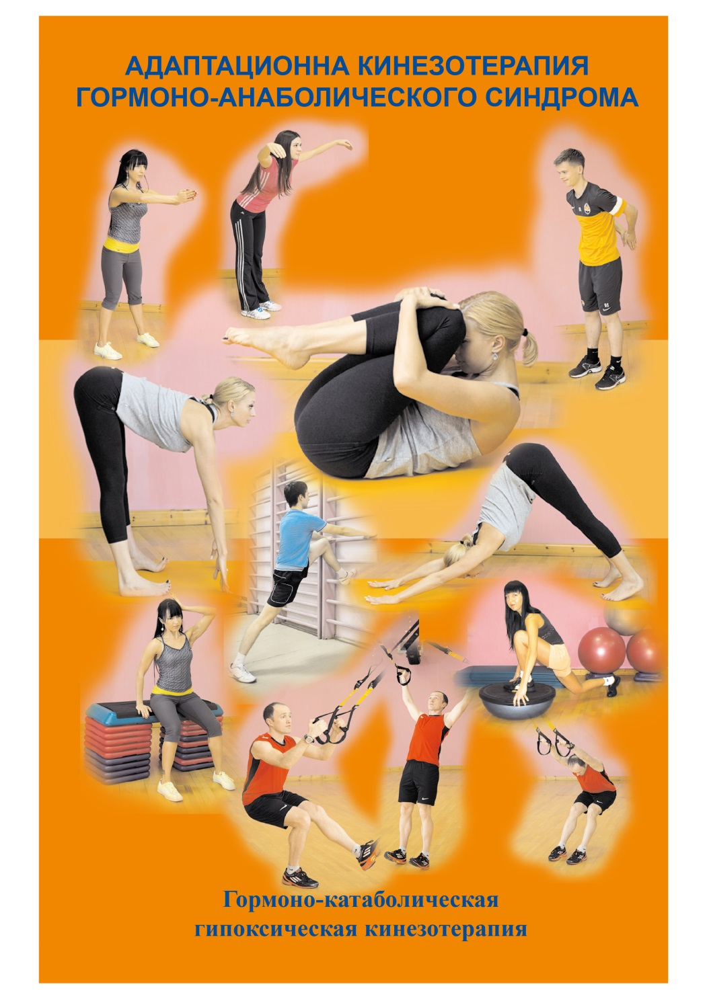 АДАПТАЦИОННА КИНЕЗОТЕРАПИЯ
ГОРМОНО-АНАБОЛИЧЕСКОГО СИНДРОМА
Гормоно-катаболическая
гипоксическая кинезотерапия